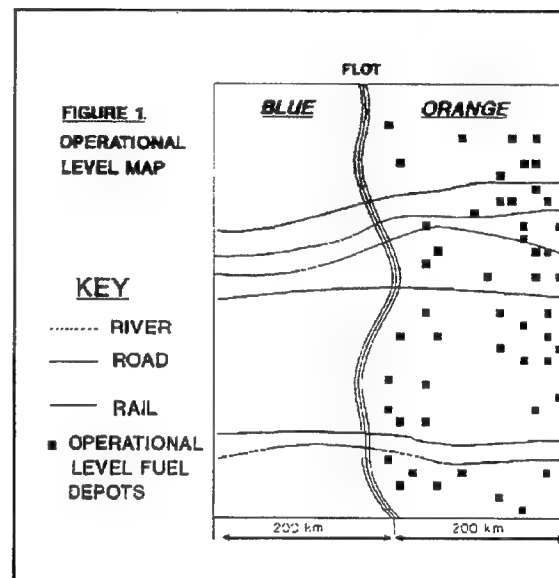 FLOT
FIGURE 1.
OPERATIONAL
LEVEL MAP
BLUE
ORANGE
KEY
RIVER
ROAD
RAIL
OPERATIONAL
LEVEL FUEL
DEPOTS
200 km
200 km